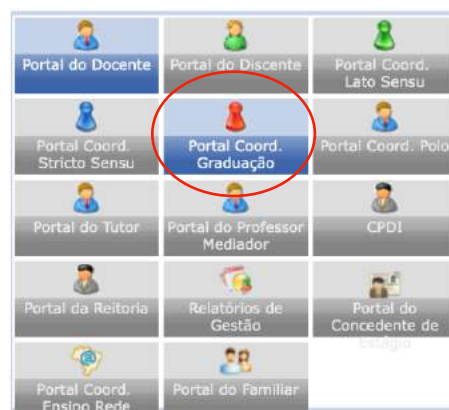 Portal do Docente
Portal do Discente
Portal Coord.
Lato Sensu
Portal Coord.
Stricto Sensu
Portal Coord.
Graduação
Portal Coord. Polo
Portal do Tutor
Portal do Professor
Mediador
CPDI
Portal da Reitoria
Relatórios de
Gestão
Portal do
Concedente de
Estágio
Portal Coord.
Ensino Rede
Portal do Familiar